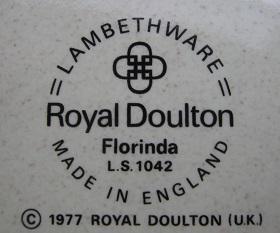 =LAMBETHWARE=
Royal Doulton
Florinda
L.S.1042
MADE IN ENGLAND
© 1977 ROYAL DOULTON (U.K.)